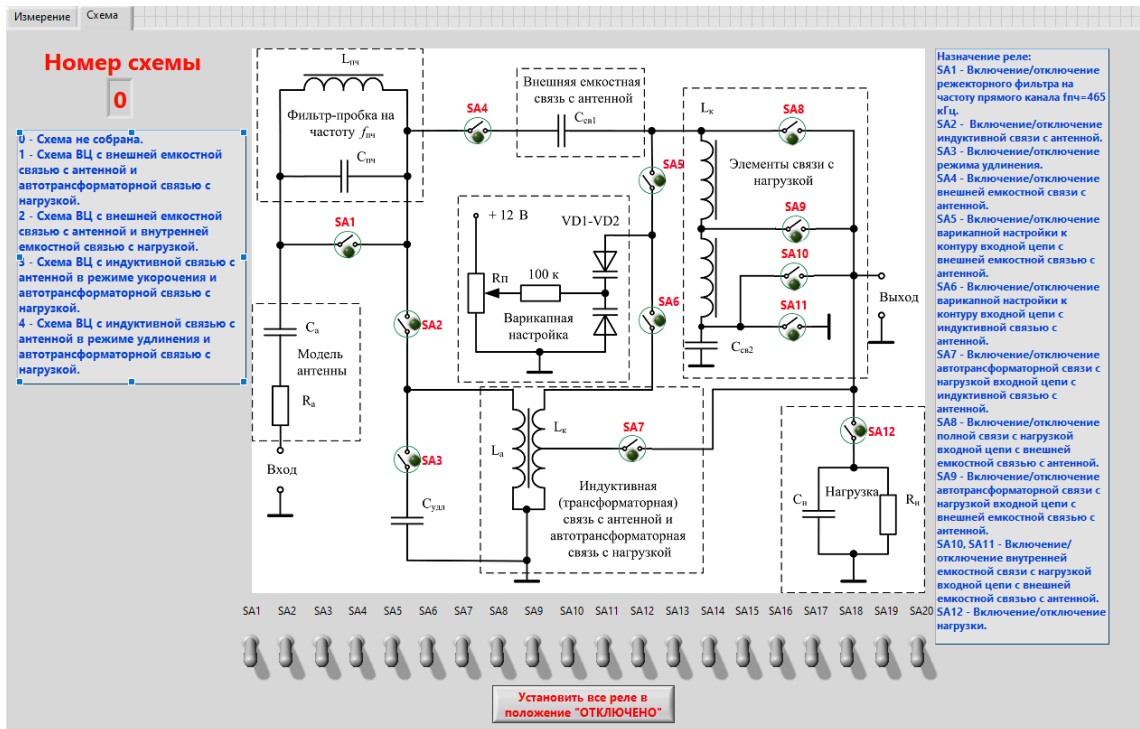 Измерение
Схема
Номер схемы
0
0 - Схема не собрана.
1 - Схема ВЦ с внешней емкостной
связью с антенной и
автотрансформаторной связью с
нагрузкой.
2 - Схема ВЦ с внешней емкостной
связью с антенной и внутренней
емкостной связью с нагрузкой.
3 - Схема ВЦ с индуктивной связью с
антенной в режиме укорочения и
автотрансформаторной связью с
нагрузкой.
4 - Схема ВЦ с индуктивной связью с
антенной в режиме удлинения и
автотрансформаторной связью с
нагрузкой.
Lпч
Фильтр-пробка на
частоту fпч
Cпч
SA1
Cа
Модель
антенны
Rа
Вход
SA2
SA3
Cудл
SA4
Внешняя емкостная
связь с антенной
Cсв1
SA5
+ 12 В
VD1-VD2
Rп
100 к
Варикапная
настройка
SA6
Lа
Lк
SA7
Индуктивная
(трансформаторная)
связь с антенной и
автотрансформаторная
связь с нагрузкой
Lк
SA8
Элементы связи с
нагрузкой
SA9
SA10
SA11
Cсв2
Выход
SA12
Cн
Нагрузка
Rн
Назначение реле:
SA1 - Включение/отключение
режекторного фильтра на
частоту прямого канала fпч=465
кГц.
SA2 - Включение/отключение
индуктивной связи с антенной.
SA3 - Включение/отключение
режима удлинения.
SA4 - Включение/отключение
внешней емкостной связи с
антенной.
SA5 - Включение/отключение
варикапной настройки к
контуру входной цепи с
внешней емкостной связью с
антенной.
SA6 - Включение/отключение
варикапной настройки к
контуру входной цепи с
индуктивной связью с
антенной.
SA7 - Включение/отключение
автотрансформаторной связи с
нагрузкой входной цепи с
индуктивной связью с
антенной.
SA8 - Включение/отключение
полной связи с нагрузкой
входной цепи с внешней
емкостной связью с антенной.
SA9 - Включение/отключение
автотрансформаторной связи с
нагрузкой входной цепи с
внешней емкостной связью с
антенной.
SA10, SA11 - Включение/
отключение внутренней
емкостной связи с нагрузкой
входной цепи с внешней
емкостной связью с антенной.
SA12 - Включение/отключение
нагрузки.
SA1 SA2 SA3 SA4 SA5 SA6 SA7 SA8 SA9 SA10 SA11 SA12 SA13 SA14 SA15 SA16 SA17 SA18 SA19 SA20
Установить все реле в
положение "ОТКЛЮЧЕНО"